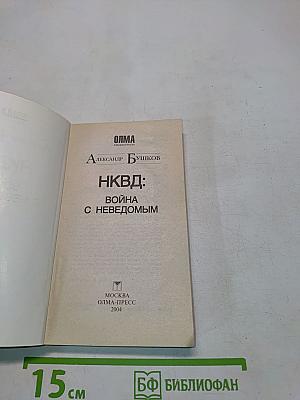 ОЛМА
Александр Бушков
НКВД:
ВОЙНА
С НЕВЕДОМЫМ
МОСКВА
ОЛМА-ПРЕСС
2004
15 см
БФ БИБЛИОФАН